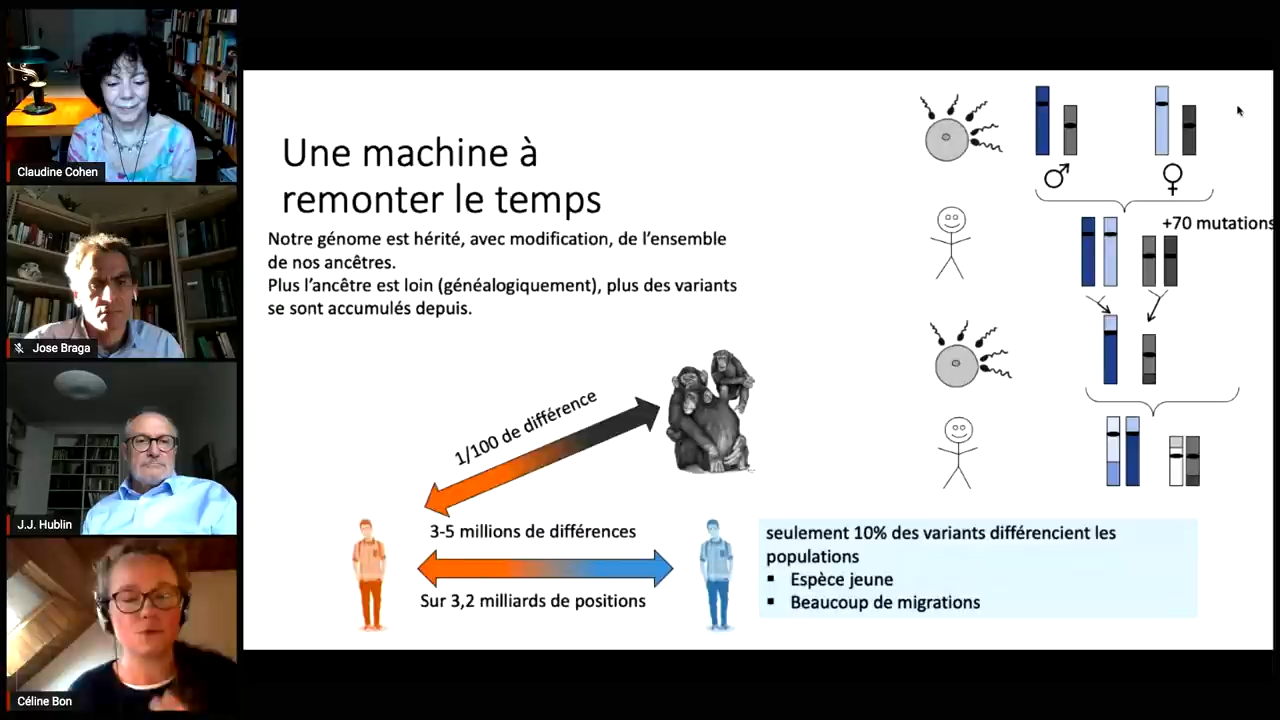 Claudine Cohen
Jose Braga
J.J. Hublin
Céline Bon
Une machine à
remonter le temps
Notre génome est hérité, avec modification, de l’ensemble
de nos ancêtres.
Plus l’ancêtre est loin (généalogiquement), plus des variants
se sont accumulés depuis.
1/100 de différence
3-5 millions de différences
Sur 3,2 milliards de positions
+70 mutations
seulement 10% des variants différencient les
populations
▪ Espèce jeune
▪ Beaucoup de migrations